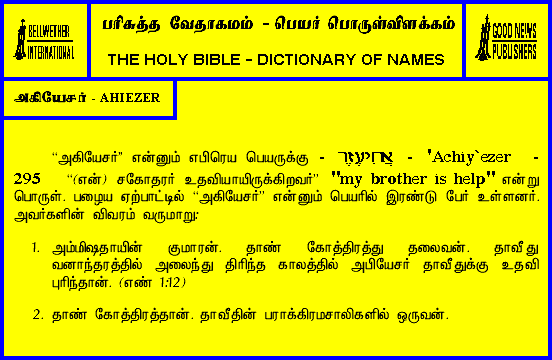 BELLWETHER
INTERNATIONAL
பரிசுத்த வேதாகமம் - பெயர் பொருள்விளக்கம்
THE HOLY BIBLE - DICTIONARY OF NAMES
GOOD NEWS
PUBLISHERS
அகியேசர் - AHIEZER
“அகியேசர்” என்னும் எபிரெய பெயருக்கு - אֲחִיעֶזֶר - 'Achiy`ezer -
295 “(என்) சகோதரர் உதவியாயிருக்கிறவர்” "my brother is help" என்று
பொருள். பழைய ஏற்பாட்டில் “அகியேசர்” என்னும் பெயரில் இரண்டு பேர் உள்ளனர்.
அவர்களின் விவரம் வருமாறு:
1. அம்மிஷதாயின் குமாரன். தாண் கோத்திரத்து தலைவன். தாவீது
வனாந்தரத்தில் அலைந்து திரிந்த காலத்தில் அபியேசர் தாவீதுக்கு உதவி
புரிந்தான். (எண் 1:12)
2. தாண் கோத்திரத்தான். தாவீதின் பராக்கிரமசாலிகளில் ஒருவன்.